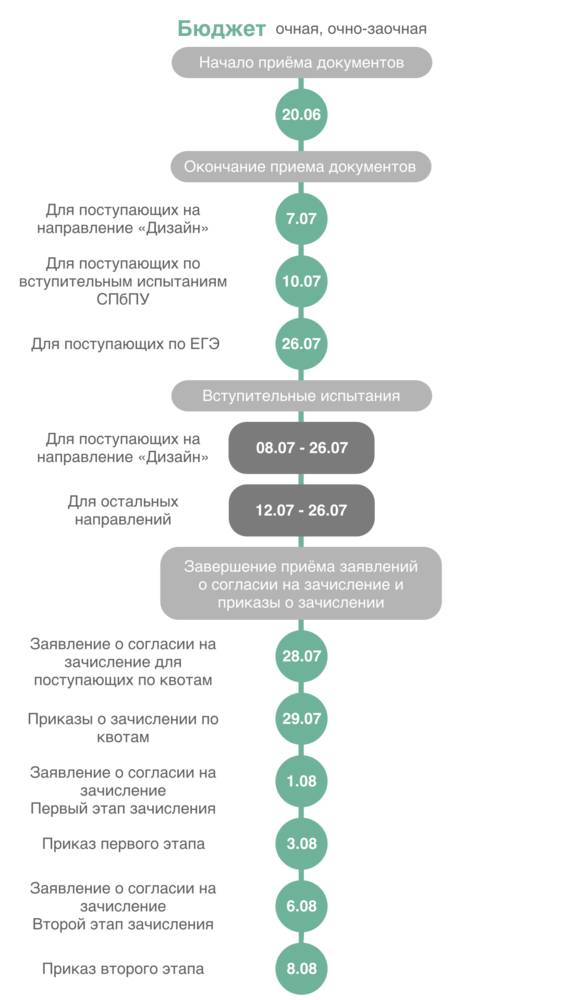 Бюджет очная, очно-заочная
Начало приёма документов
20.06
Окончание приема документов
Для поступающих на
направление «Дизайн»
7.07
Для поступающих по
вступительным испытаниям
СПбПУ
10.07
Для поступающих по ЕГЭ
26.07
Вступительные испытания
Для поступающих на
направление «Дизайн»
08.07 - 26.07
Для остальных
направлений
12.07 - 26.07
Завершение приёма заявлений
о согласии на зачисление и
приказы о зачислении
Заявление о согласии на
зачисление для
поступающих по квотам
28.07
Приказы о зачислении по
квотам
29.07
Заявление о согласии на
зачисление
Первый этап зачисления
1.08
Приказ первого этапа
3.08
Заявление о согласии на
зачисление
Второй этап зачисления
6.08
Приказ второго этапа
8.08